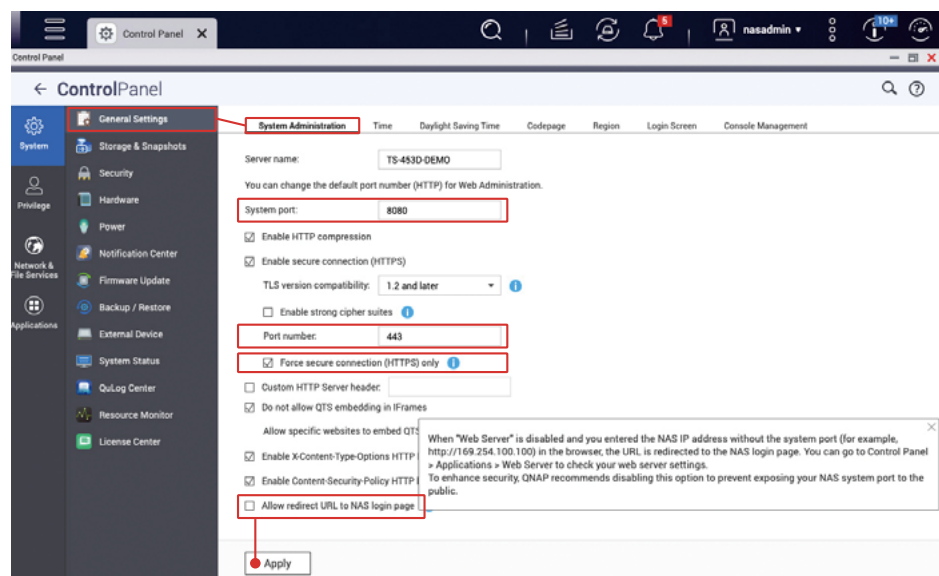 Control Panel
5
nasadmin
10+
Control Panel
ControlPanel
System
Privilege
Network &
File Services
Applications
General Settings
Storage & Snapshots
Security
Hardware
Power
Notification Center
Firmware Update
Backup / Restore
External Device
System Status
QuLog Center
Resource Monitor
License Center
System Administration Time Daylight Saving Time Codepage Region Login Screen Console Management
Server name: TS-453D-DEMO
You can change the default port number (HTTP) for Web Administration.
System port: 8080
Enable HTTP compression
Enable secure connection (HTTPS)
TLS version compatibility: 1.2 and later
Enable strong cipher suites
Port number: 443
Force secure connection (HTTPS) only
Custom HTTP Server header:
Do not allow QTS embedding in IFrames
Allow specific websites to embed QTS
Enable X-Content-Type-Options HTTP
Enable Content-Security-Policy HTTP
Allow redirect URL to NAS login page
When "Web Server" is disabled and you entered the NAS IP address without the system port (for example,
http://169.254.100.100) in the browser, the URL is redirected to the NAS login page. You can go to Control Panel
> Applications > Web Server to check your web server settings.
To enhance security, QNAP recommends disabling this option to prevent exposing your NAS system port to the
public.
Apply